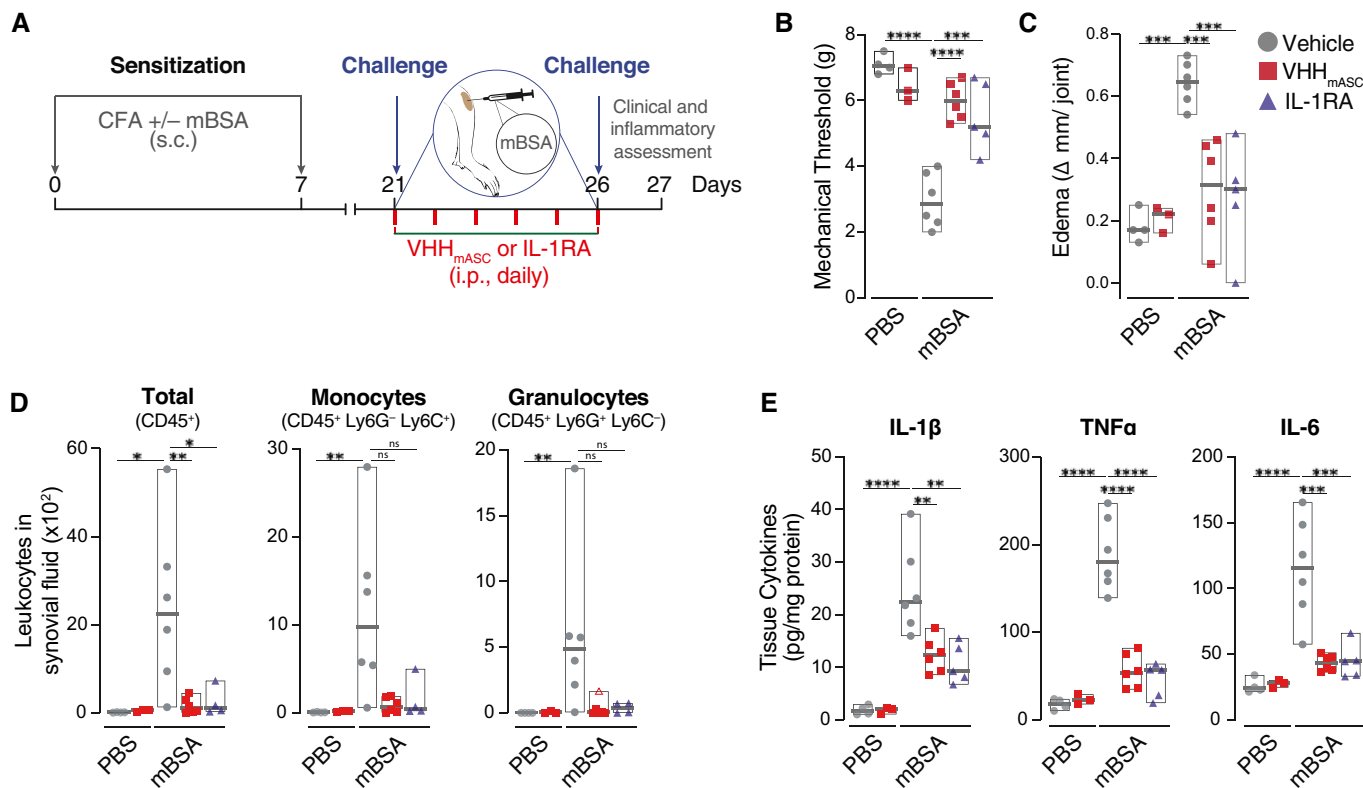 A
Sensitization
CFA +/– mBSA
(s.c.)
Challenge
Challenge
mBSA
Clinical and
inflammatory
assessment
0
7
21
26
27
Days
VHHmASC or IL-1RA
(i.p., daily)
B
Mechanical Threshold (g)
8
6
4
2
0
****
***
****
PBS
mBSA
C
Edema (Δ mm/ joint)
0.8
0.6
0.4
0.2
0.0
***
***
***
PBS
mBSA
Vehicle
VHHmASC
IL-1RA
D
Leukocytes in
synovial fluid (x10²)
Total
(CD45⁺)
60
40
20
0
*
*
**
PBS
mBSA
Monocytes
(CD45⁺ Ly6G⁻ Ly6C⁺)
30
20
10
0
**
ns
ns
PBS
mBSA
Granulocytes
(CD45⁺ Ly6G⁺ Ly6C⁻)
20
15
10
5
0
**
ns
ns
PBS
mBSA
E
Tissue Cytokines
(pg/mg protein)
IL-1β
50
40
30
20
10
0
****
**
**
PBS
mBSA
TNFα
300
240
180
100
50
0
****
****
****
PBS
mBSA
IL-6
200
150
100
50
0
****
***
***
PBS
mBSA